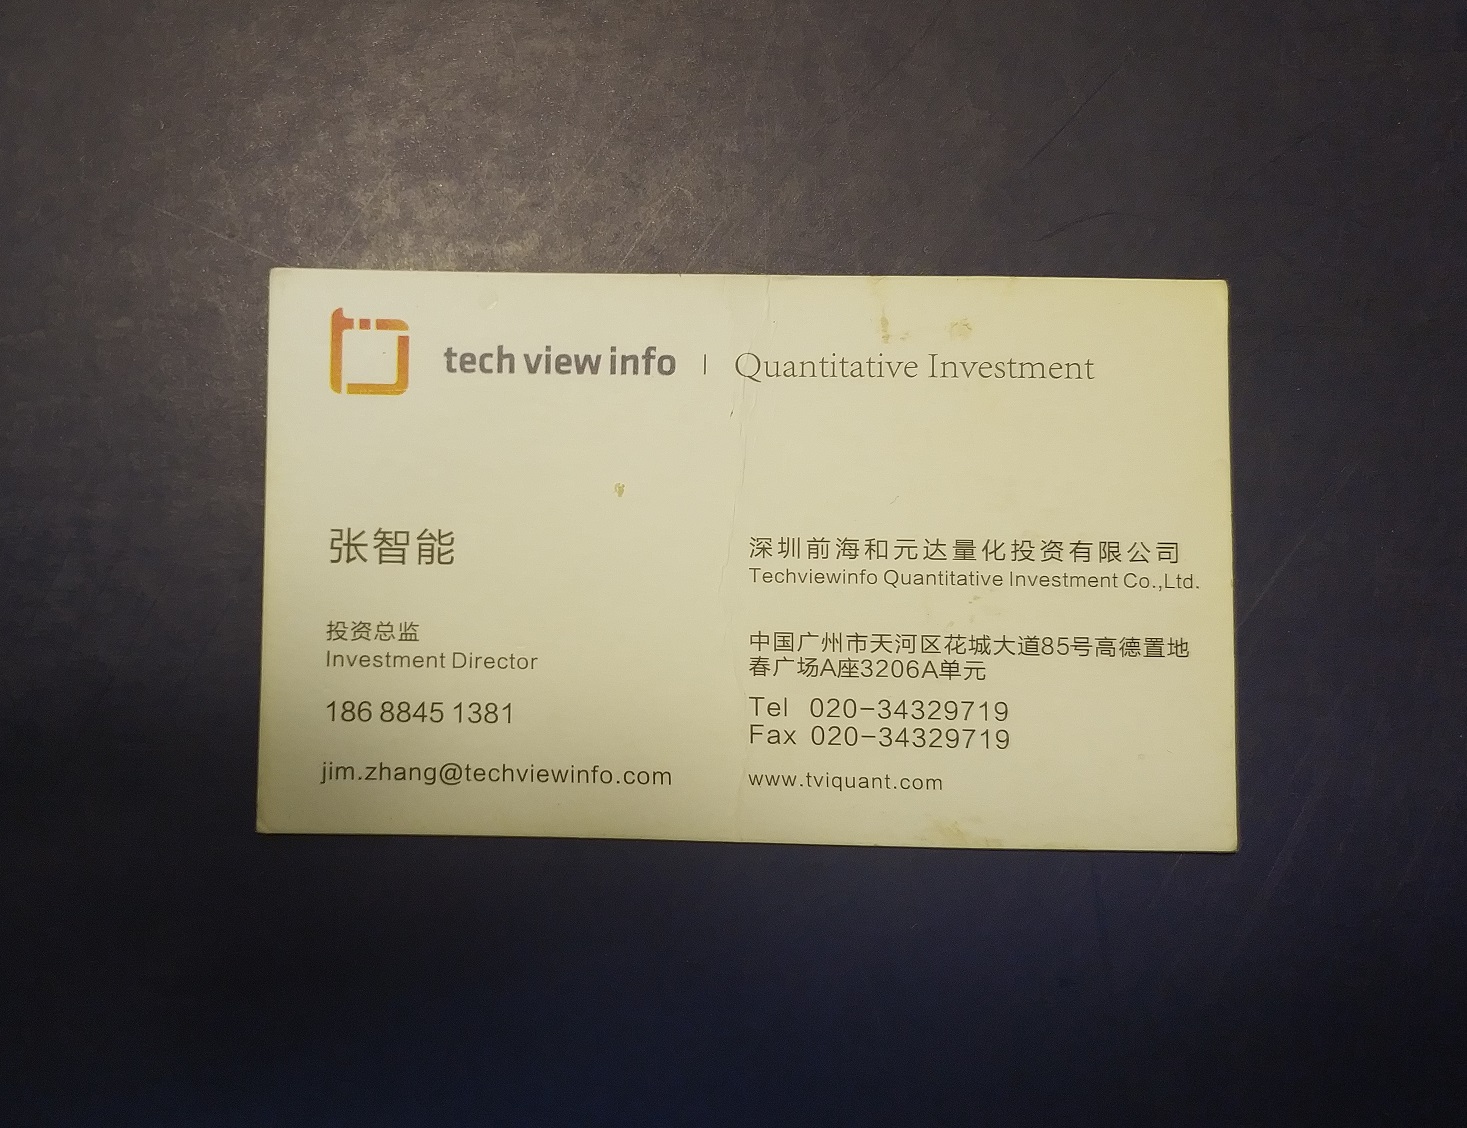 tech view info | Quantitative Investment
张智能
投资总监
Investment Director
186 8845 1381
jim.zhang@techviewinfo.com
深圳前海和元达量化投资有限公司
Techviewinfo Quantitative Investment Co.,Ltd.
中国广州市天河区花城大道85号高德置地
春广场A座3206A单元
Tel 020-34329719
Fax 020-34329719
www.tviquant.com